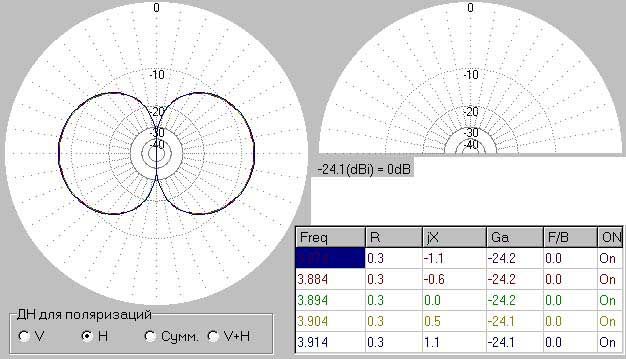 -10
-20
-30
-40
-10
-20
-30
-40
-24.1(dBi) = 0dB
Freq R jX Ga F/B ON
0.3 -1.1 -24.2 0.0 On
3.884 0.3 -0.6 -24.2 0.0 On
3.894 0.3 0.0 -24.2 0.0 On
3.904 0.3 0.5 -24.1 0.0 On
3.914 0.3 1.1 -24.1 0.0 On
ДН для поляризаций
V H Сумм. V+H